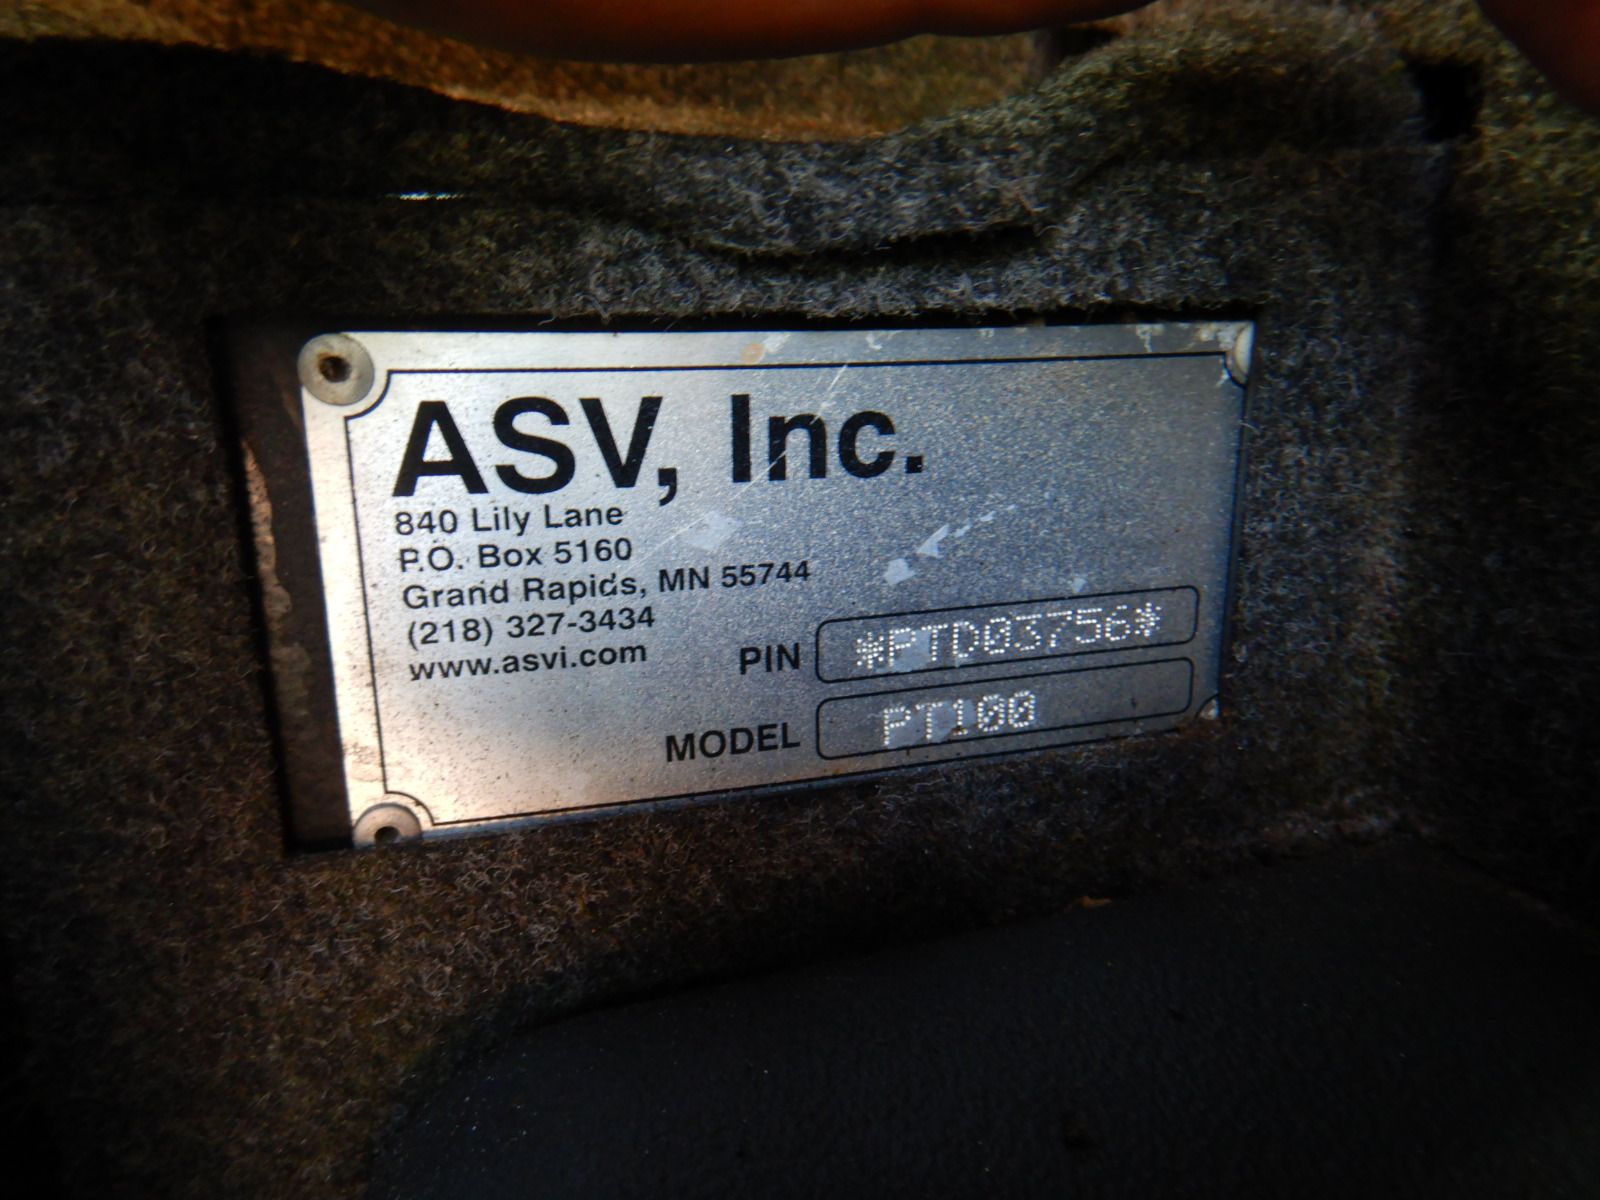 ASV, Inc.
840 Lily Lane
P.O. Box 5160
Grand Rapids, MN 55744
(218) 327-3434
www.asvi.com
PIN *PTD03756*
MODEL PT100